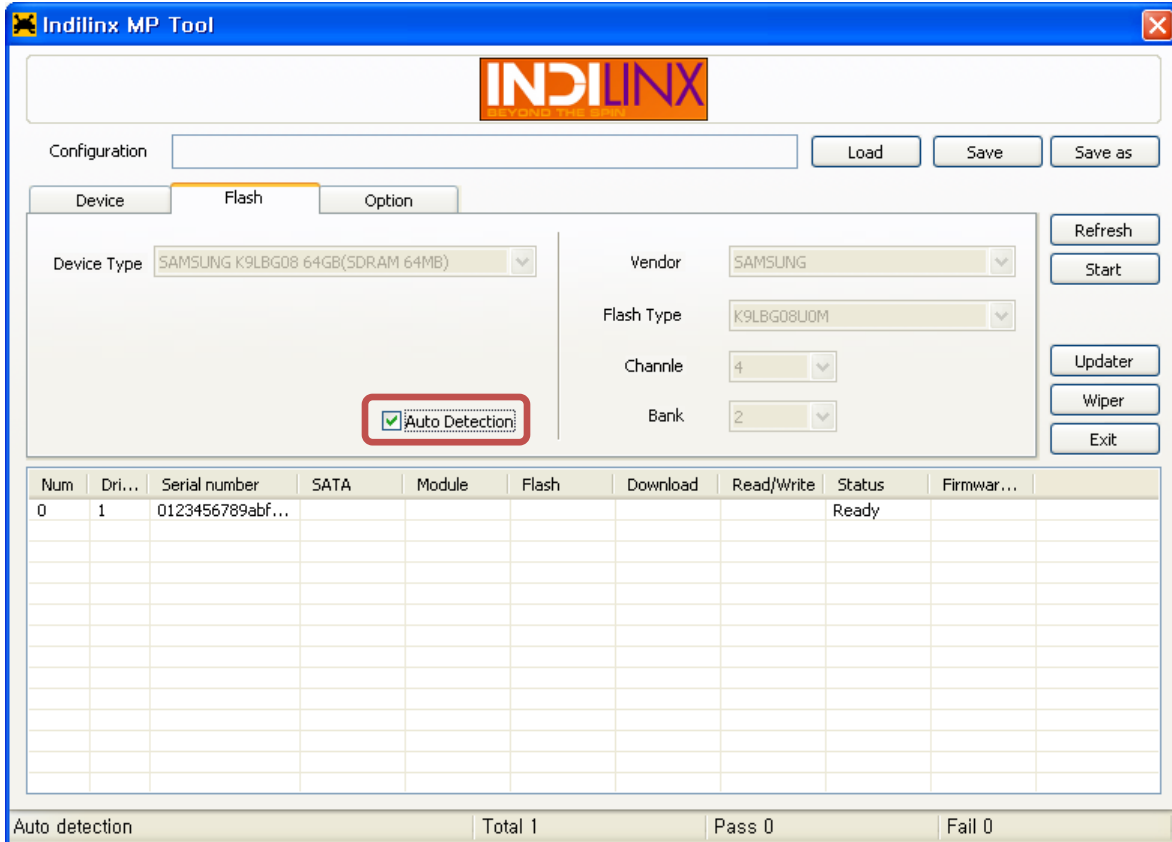 Indilinx MP Tool
INDILINX
BEYOND THE SPIN
Configuration Load Save Save as
Device Flash Option
Refresh
Device Type SAMSUNG K9LBG08 64GB(SDRAM 64MB) Vendor SAMSUNG Start
Flash Type K9LBG08U0M
Channle 4 Updater
Auto Detection Bank 2 Wiper
Exit
Num Dri... Serial number SATA Module Flash Download Read/Write Status Firmwar...
0 1 0123456789abf... Ready
Auto detection Total 1 Pass 0 Fail 0